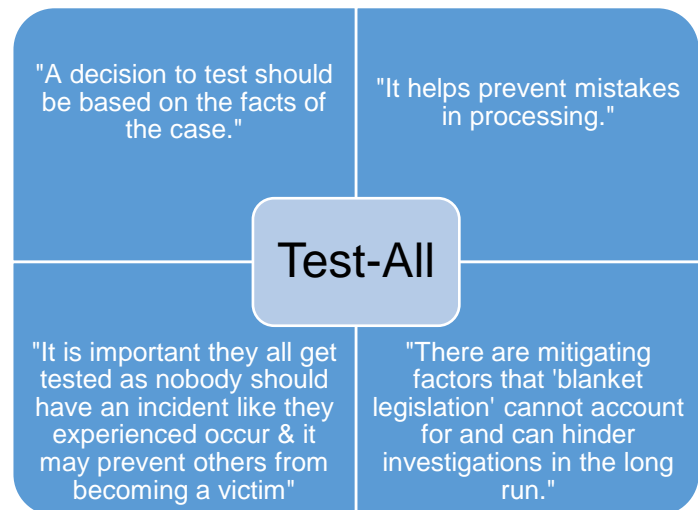 "A decision to test should
be based on the facts of
the case."
"It helps prevent mistakes
in processing."
Test-All
"It is important they all get
tested as nobody should
have an incident like they
experienced occur & it
may prevent others from
becoming a victim"
"There are mitigating
factors that 'blanket
legislation' cannot account
for and can hinder
investigations in the long
run."